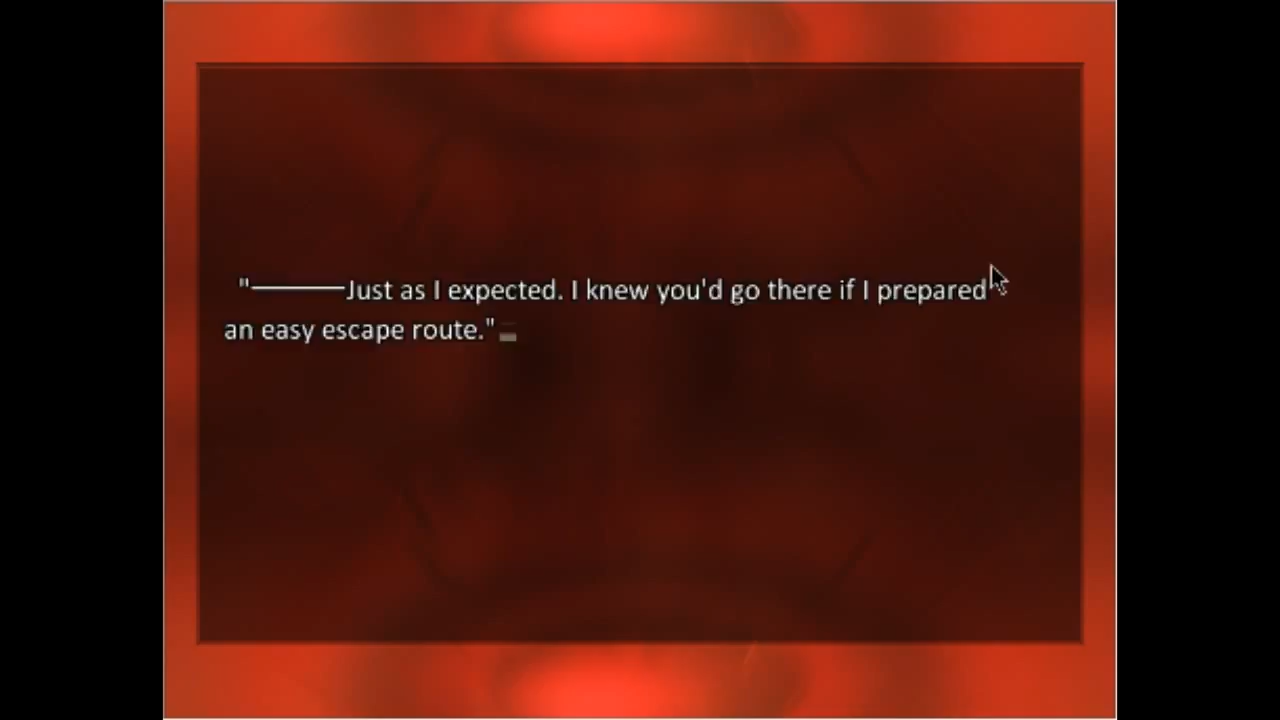 "―――Just as I expected. I knew you'd go there if I prepared
an easy escape route."